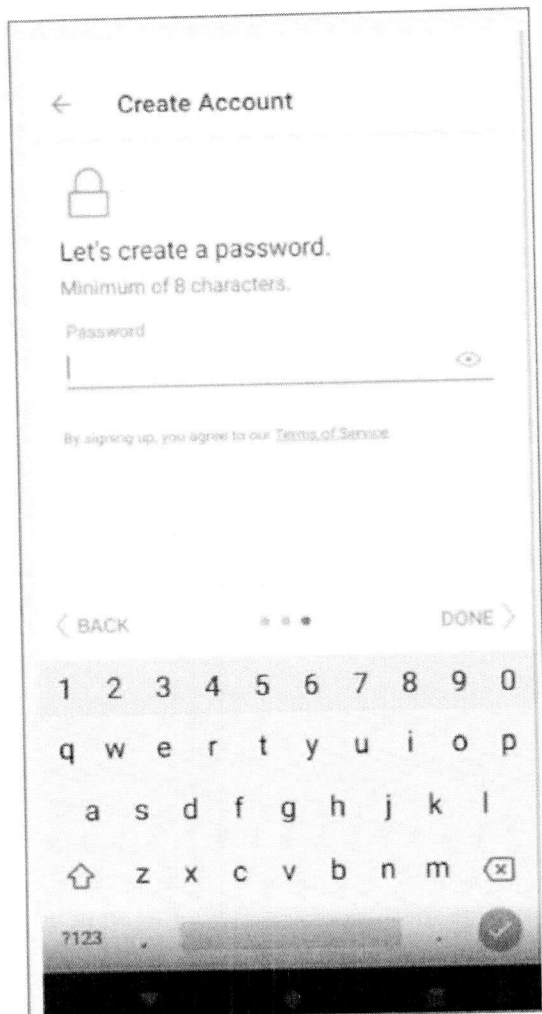 Create Account
Let's create a password.
Minimum of 8 characters.
Password
By signing up, you agree to our Terms of Service
BACK
DONE
1 2 3 4 5 6 7 8 9 0
q w e r t y u i o p
a s d f g h j k l
z x c v b n m
?123 , .